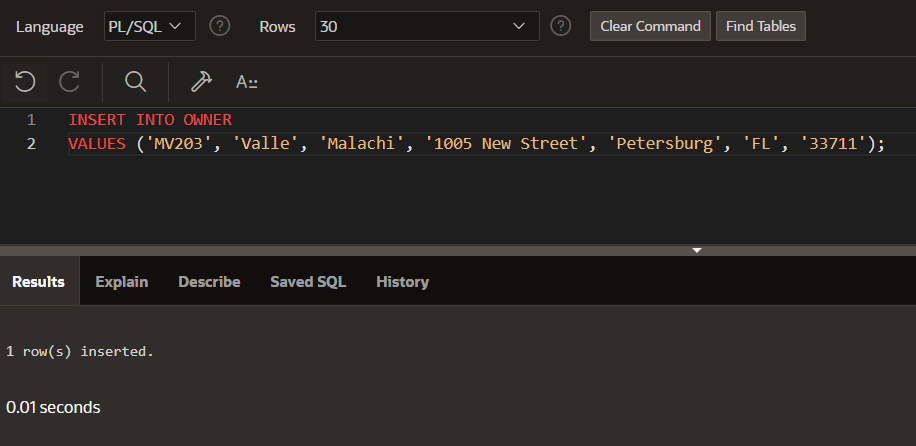 Language PL/SQL ? Rows 30 ? Clear Command Find Tables
A::
1 INSERT INTO OWNER
2 VALUES ('MV203', 'Valle', 'Malachi', '1005 New Street', 'Petersburg', 'FL', '33711');
Results Explain Describe Saved SQL History
1 row(s) inserted.
0.01 seconds